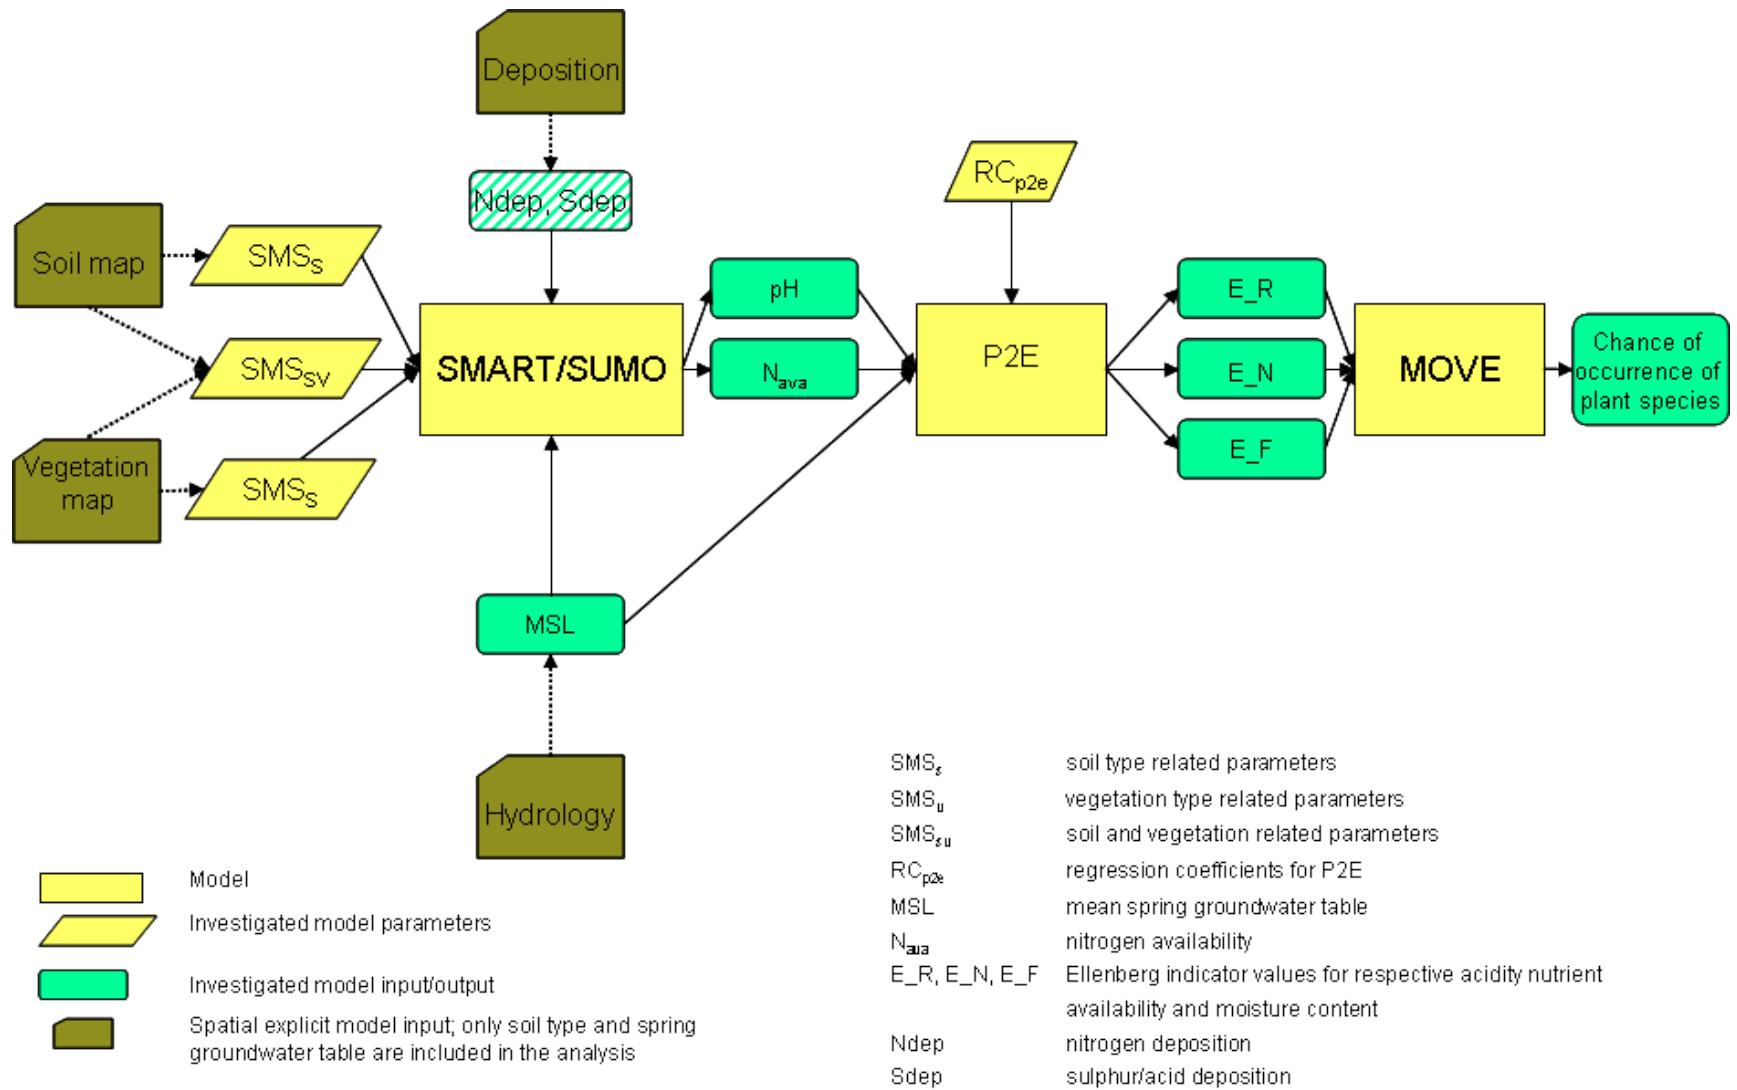 Deposition
Ndep, Sdep
RCp2e
Soil map
SMSS
pH
E_R
SMSSV
SMART/SUMO
Nava
P2E
E_N
MOVE
Chance of
occurrence of
plant species
Vegetation
map
SMSS
E_F
MSL
Hydrology
Model
Investigated model parameters
Investigated model input/output
Spatial explicit model input; only soil type and spring
groundwater table are included in the analysis
SMSs soil type related parameters
SMSu vegetation type related parameters
SMSsu soil and vegetation related parameters
RCp2e regression coefficients for P2E
MSL mean spring groundwater table
Naua nitrogen availability
E_R, E_N, E_F Ellenberg indicator values for respective acidity nutrient
availability and moisture content
Ndep nitrogen deposition
Sdep sulphur/acid deposition